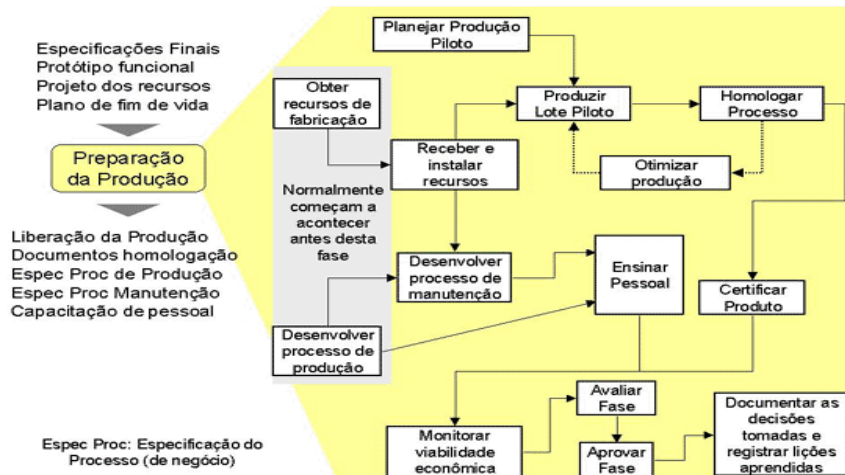 Especificações Finais
Protótipo funcional
Projeto dos recursos
Plano de fim de vida
Preparação
da Produção
Liberação da Produção
Documentos homologação
Espec Proc de Produção
Espec Proc Manutenção
Capacitação de pessoal
Espec Proc: Especificação do
Processo (de negócio)
Planejar Produção
Piloto
Obter
recursos de
fabricação
Produzir
Lote Piloto
Homologar
Processo
Receber e
instalar
recursos
Otimizar
produção
Normalmente
começam a
acontecer
antes desta
fase
Desenvolver
processo de
manutenção
Ensinar
Pessoal
Certificar
Produto
Desenvolver
processo de
produção
Monitorar
viabilidade
econômica
Avaliar
Fase
Aprovar
Fase
Documentar as
decisões
tomadas e
registrar lições
aprendidas